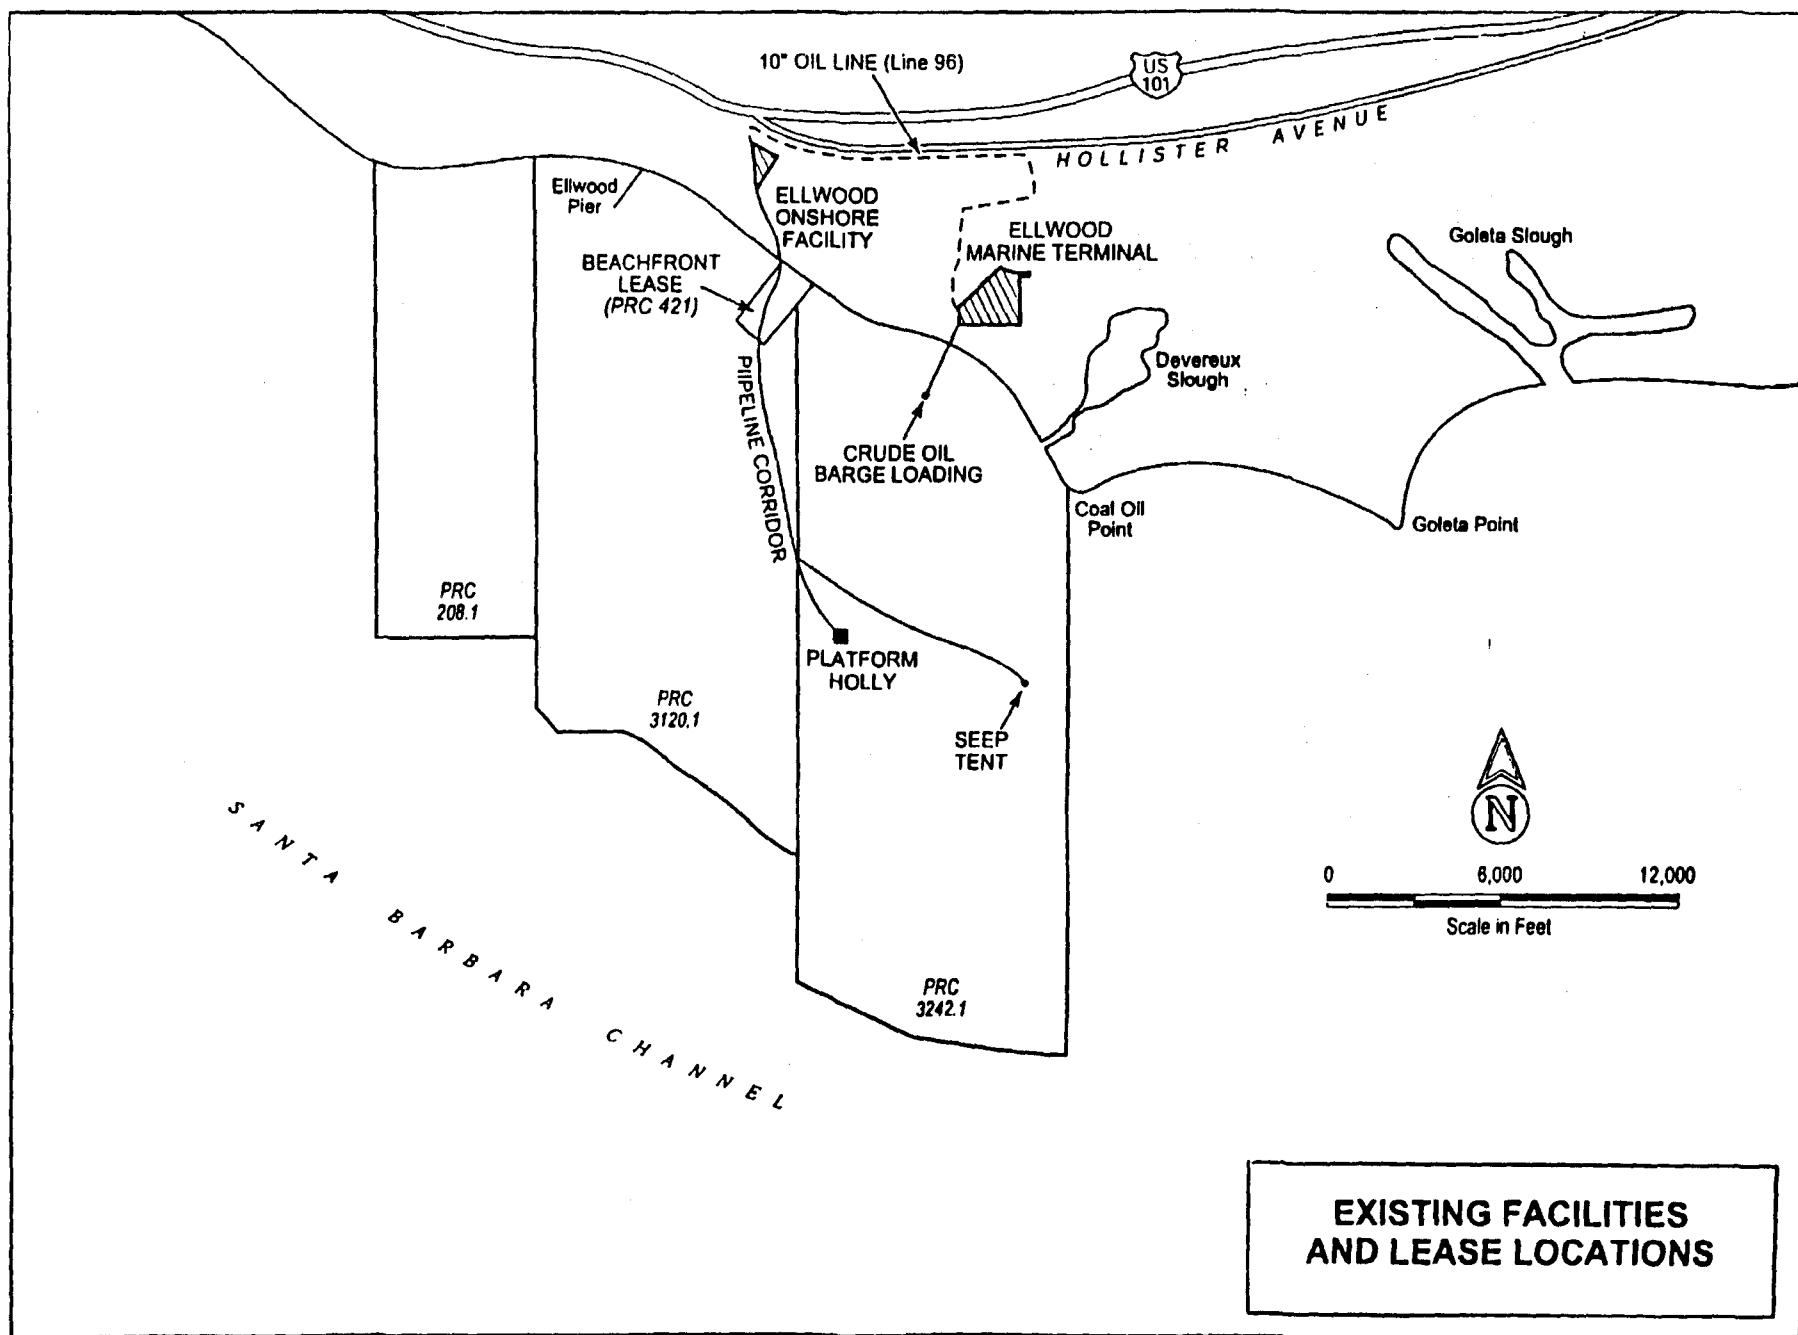 10" OIL LINE (Line 96)
US
101
HOLLISTER AVENUE
Ellwood
Pier
ELLWOOD
ONSHORE
FACILITY
ELLWOOD
MARINE TERMINAL
Goleta Slough
BEACHFRONT
LEASE
(PRC 421)
Devereux
Slough
PIIPELINE CORRIDOR
CRUDE OIL
BARGE LOADING
Coal Oil
Point
Goleta Point
PRC
208.1
PLATFORM
HOLLY
PRC
3120.1
SEEP
TENT
SANTA BARBARA CHANNEL
N
0 6,000 12,000
Scale in Feet
PRC
3242.1
EXISTING FACILITIES
AND LEASE LOCATIONS